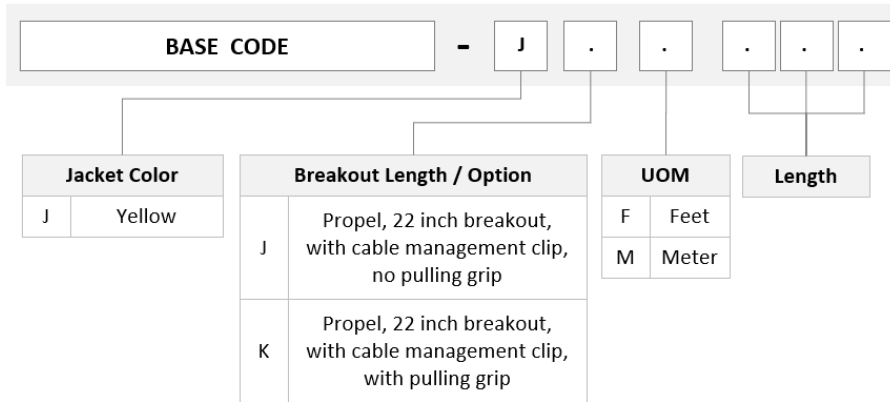 BASE CODE - J . . . . .
Jacket Color
J Yellow
Breakout Length / Option
J Propel, 22 inch breakout,
with cable management clip,
no pulling grip
K Propel, 22 inch breakout,
with cable management clip,
with pulling grip
UOM
F Feet
M Meter
Length